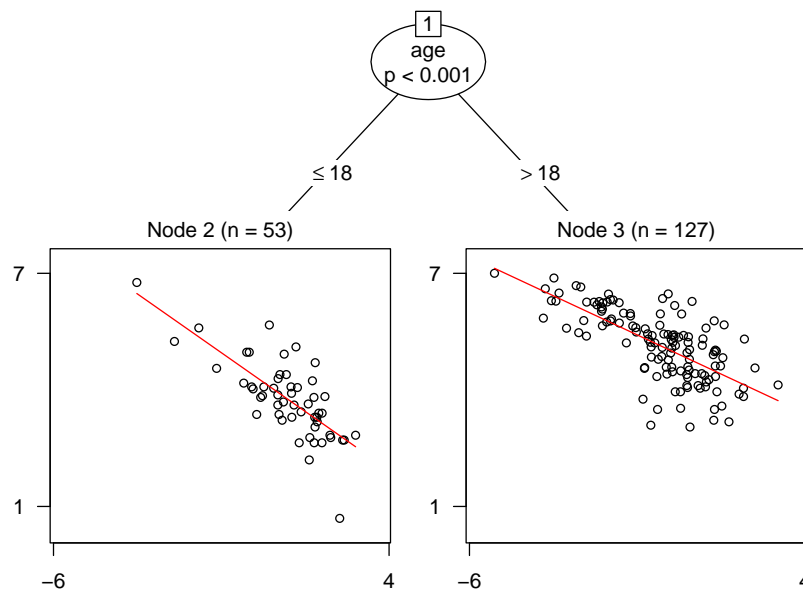 1
age
p < 0.001
≤ 18
> 18
Node 2 (n = 53)
Node 3 (n = 127)
7
1
−6
4
7
1
−6
4